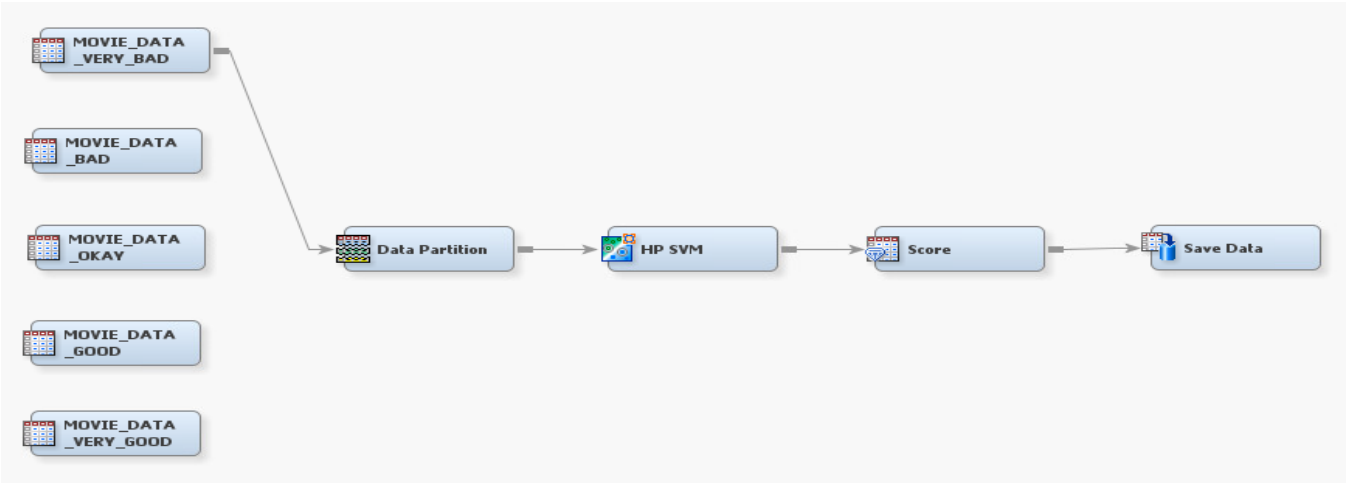 MOVIE_DATA
_VERY_BAD
MOVIE_DATA
_BAD
MOVIE_DATA
_OKAY
Data Partition
HP SVM
Score
Save Data
MOVIE_DATA
_GOOD
MOVIE_DATA
_VERY_GOOD